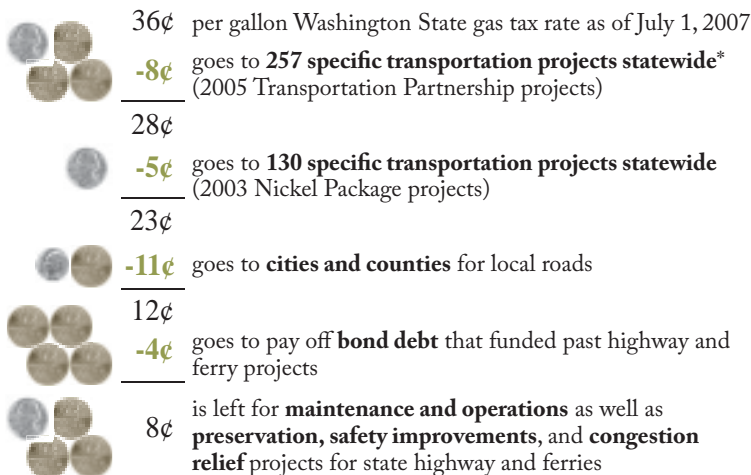 36¢ per gallon Washington State gas tax rate as of July 1, 2007
-8¢ goes to 257 specific transportation projects statewide*
(2005 Transportation Partnership projects)
28¢
-5¢ goes to 130 specific transportation projects statewide
(2003 Nickel Package projects)
23¢
-11¢ goes to cities and counties for local roads
12¢
-4¢ goes to pay off bond debt that funded past highway and
ferry projects
8¢ is left for maintenance and operations as well as
preservation, safety improvements, and congestion
relief projects for state highway and ferries